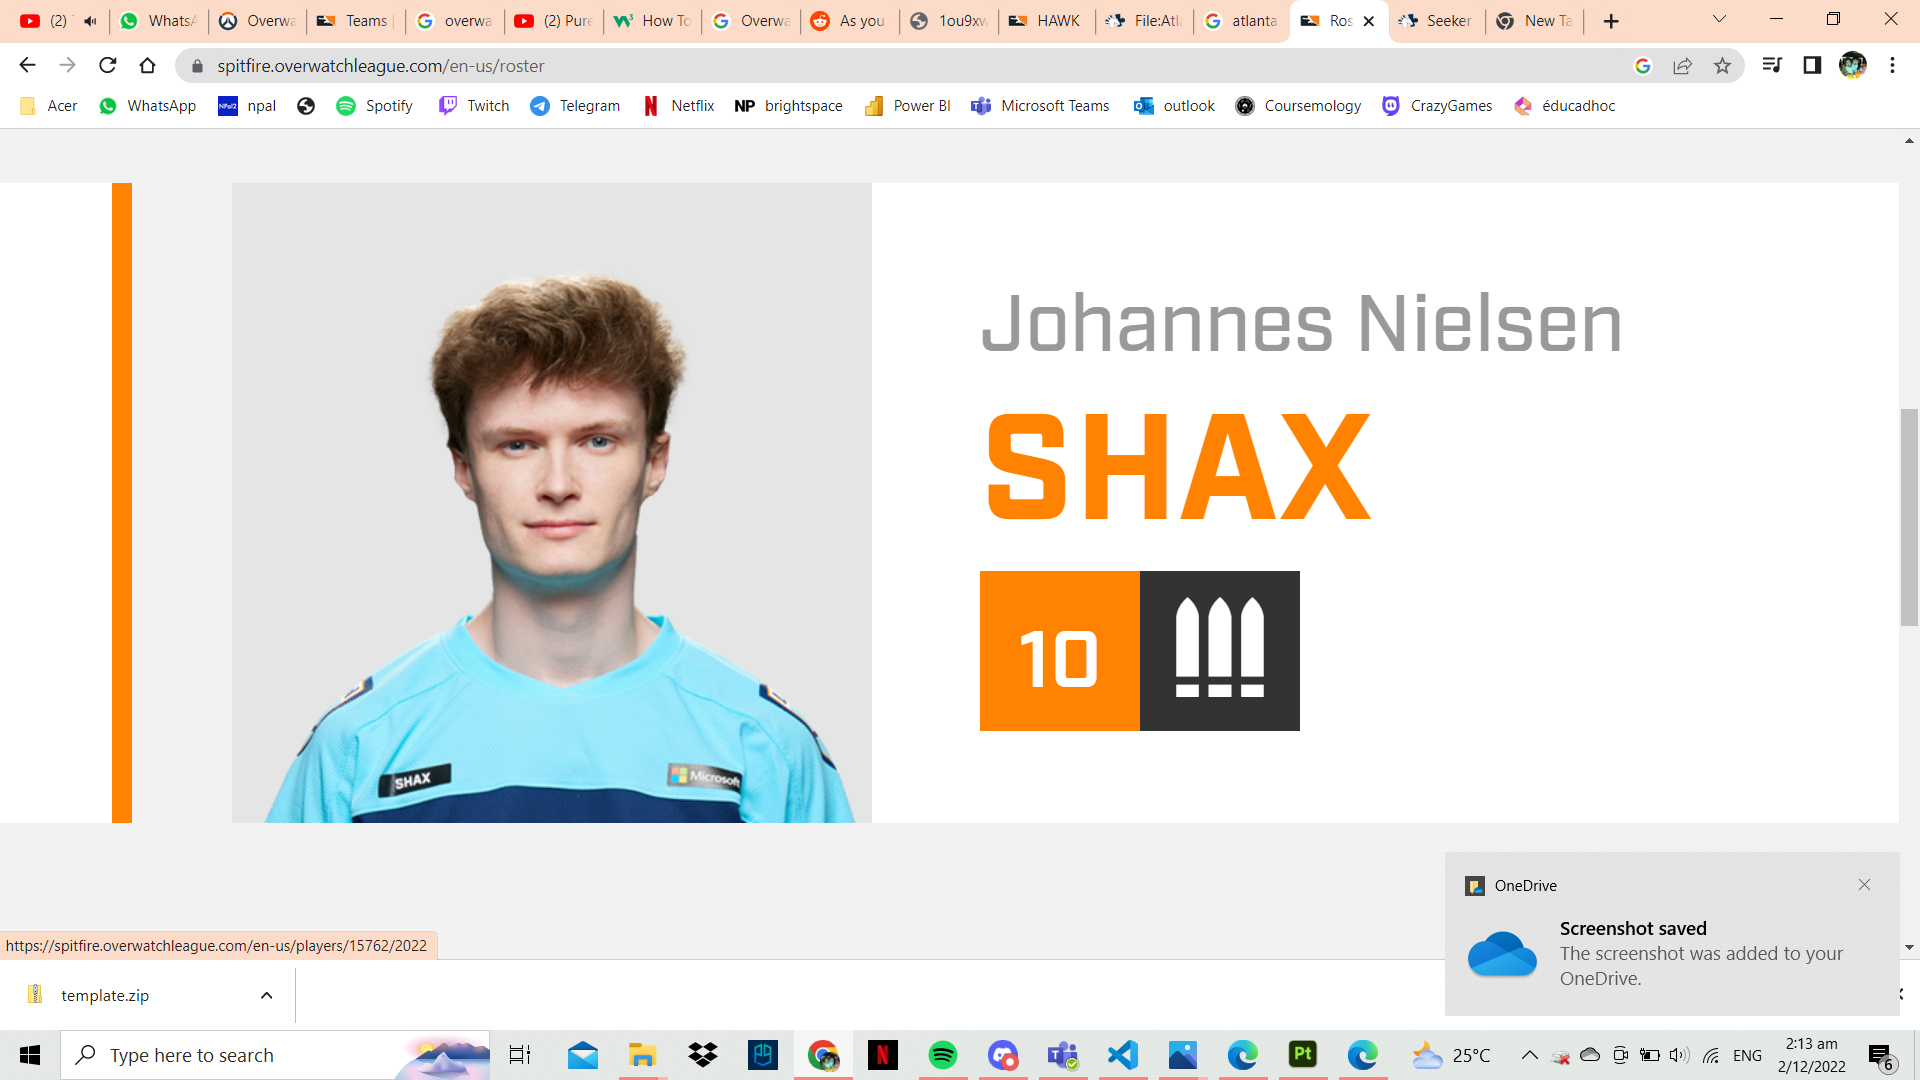 (2)
WhatsA
Overwa
Teams
overwa
(2) Pure
How To
Overwa
As you
1ou9xw
HAWK
File:Atla
atlanta
Ros
Seeker
New Ta
spitfire.overwatchleague.com/en-us/roster
Acer
WhatsApp
NPal2 npal
Spotify
Twitch
Telegram
Netflix
NP brightspace
Power BI
Microsoft Teams
outlook
Coursemology
CrazyGames
éducadhoc
Johannes Nielsen
SHAX
10
SHAX
Microsoft
OneDrive
Screenshot saved
The screenshot was added to your
OneDrive.
https://spitfire.overwatchleague.com/en-us/players/15762/2022
template.zip
Type here to search
Pt
25°C
ENG
2:13 am
2/12/2022
6